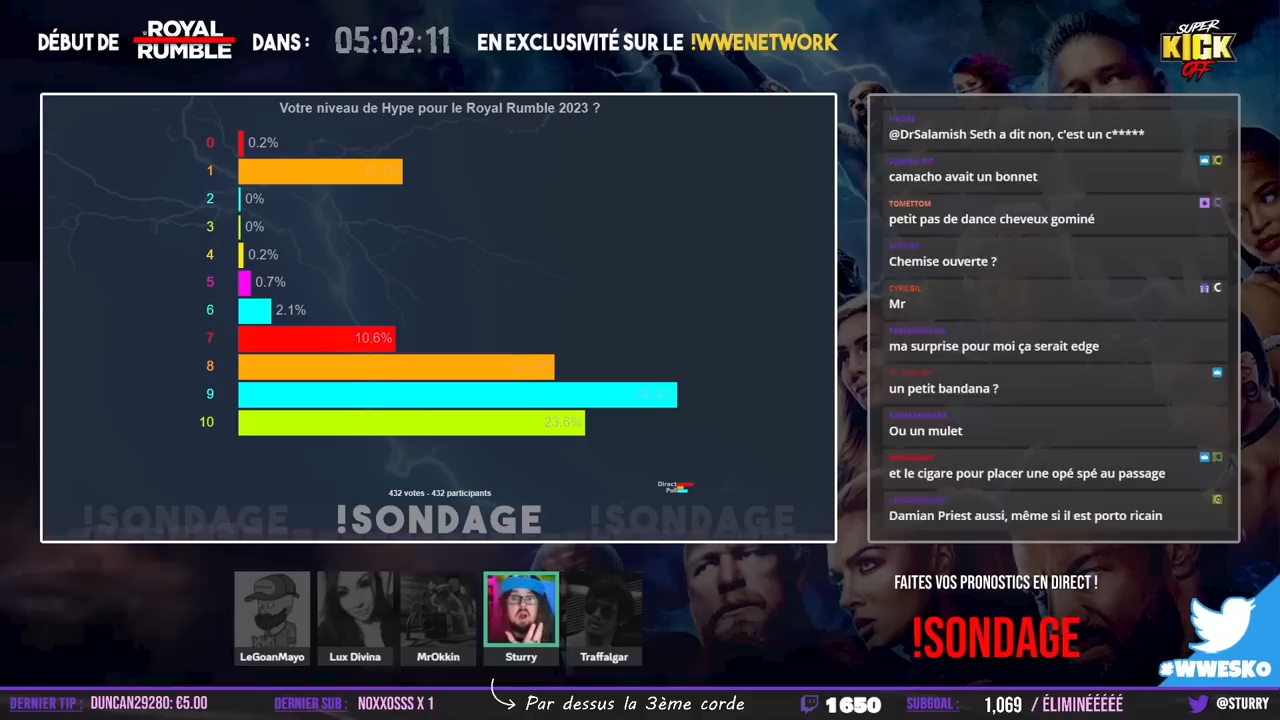 DÉBUT DE ROYAL RUMBLE DANS : 05:02:11 EN EXCLUSIVITÉ SUR LE !WWENETWORK
SUPER KICK OFF
Votre niveau de Hype pour le Royal Rumble 2023 ?
0 0.2%
1
2 0%
3 0%
4 0.2%
5 0.7%
6 2.1%
7 10.6%
8
9
10 23.6%
432 votes - 432 participants
Direct Poll
!SONDAGE !SONDAGE !SONDAGE
@DrSalamish Seth a dit non, c'est un c*****
camacho avait un bonnet
TOMETTOM
petit pas de dance cheveux gominé
Chemise ouverte ?
CYRILGIL
Mr
ma surprise pour moi ça serait edge
un petit bandana ?
Ou un mulet
et le cigare pour placer une opé spé au passage
Damian Priest aussi, même si il est porto ricain
LeGoanMayo Lux Divina MrOkkin Sturry Traffalgar
FAITES VOS PRONOSTICS EN DIRECT !
!SONDAGE
#WWESKO
Par dessus la 3ème corde
DERNIER TIP : DUNCAN29280: €5.00 DERNIER SUB : NOXXOSSS X 1 1650 SUBGOAL : 1,069 / ÉLIMINÉÉÉÉÉ @STURRY